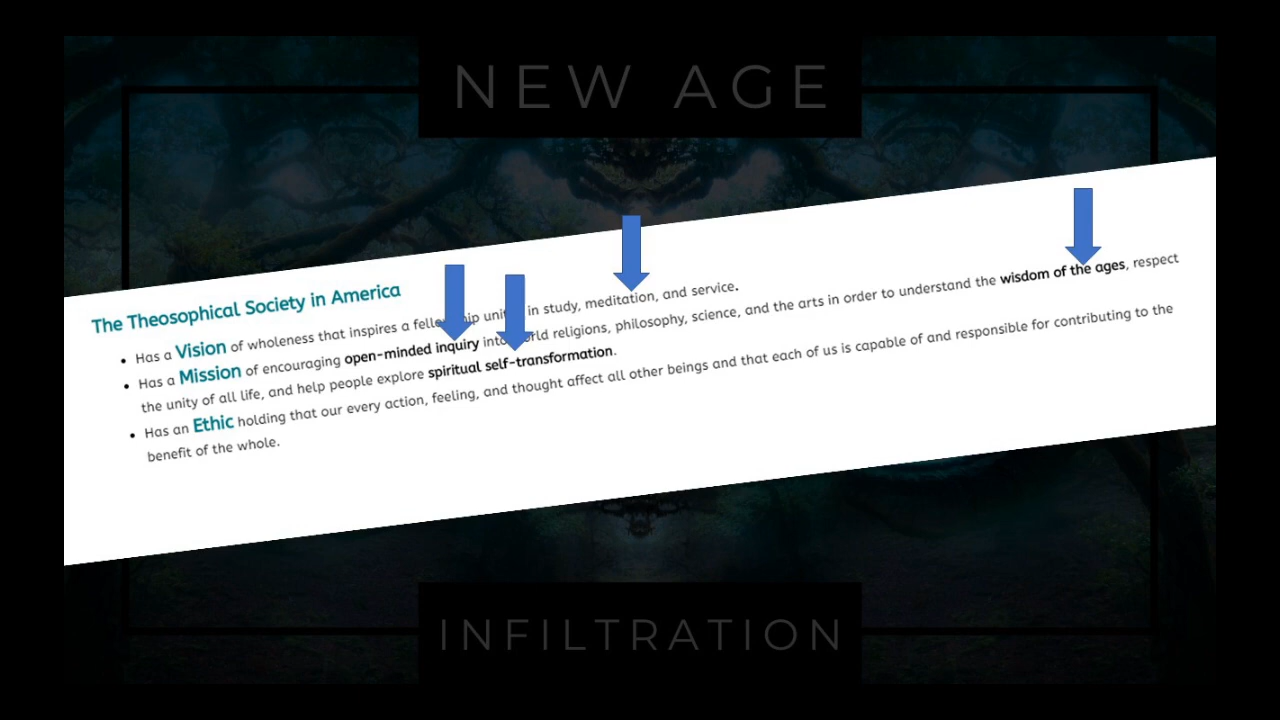 NEW AGE
The Theosophical Society in America
• Has a Vision of wholeness that inspires a fellowship united in study, meditation, and service.
• Has a Mission of encouraging open-minded inquiry into world religions, philosophy, science, and the arts in order to understand the wisdom of the ages, respect
the unity of all life, and help people explore spiritual self-transformation.
• Has an Ethic holding that our every action, feeling, and thought affect all other beings and that each of us is capable of and responsible for contributing to the
benefit of the whole.
INFILTRATION